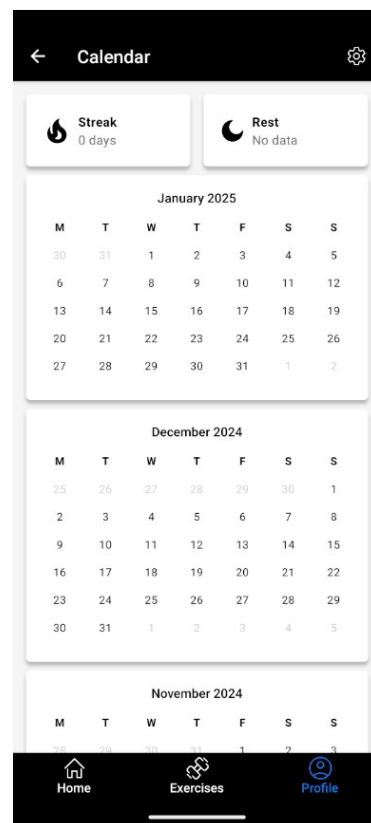 Calendar
Streak
0 days
Rest
No data
January 2025
M T W T F S S
30 31 1 2 3 4 5
6 7 8 9 10 11 12
13 14 15 16 17 18 19
20 21 22 23 24 25 26
27 28 29 30 31 1 2
December 2024
M T W T F S S
25 26 27 28 29 30 1
2 3 4 5 6 7 8
9 10 11 12 13 14 15
16 17 18 19 20 21 22
23 24 25 26 27 28 29
30 31 1 2 3 4 5
November 2024
M T W T F S S
28 29 30 31 1 2 3
Home Exercises Profile